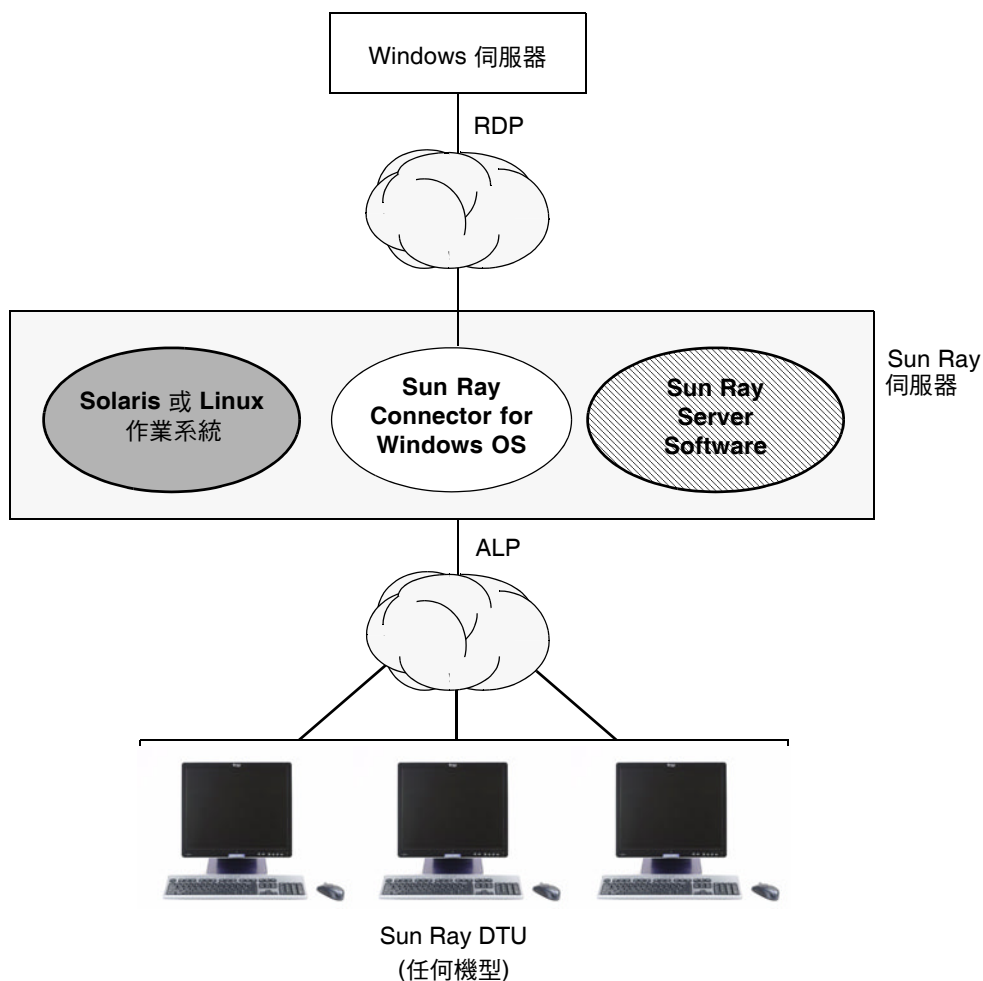 Windows 伺服器
RDP
Solaris 或 Linux
作業系統
Sun Ray
Connector for
Windows OS
Sun Ray
Server
Software
Sun Ray
伺服器
ALP
Sun Ray DTU
(任何機型)